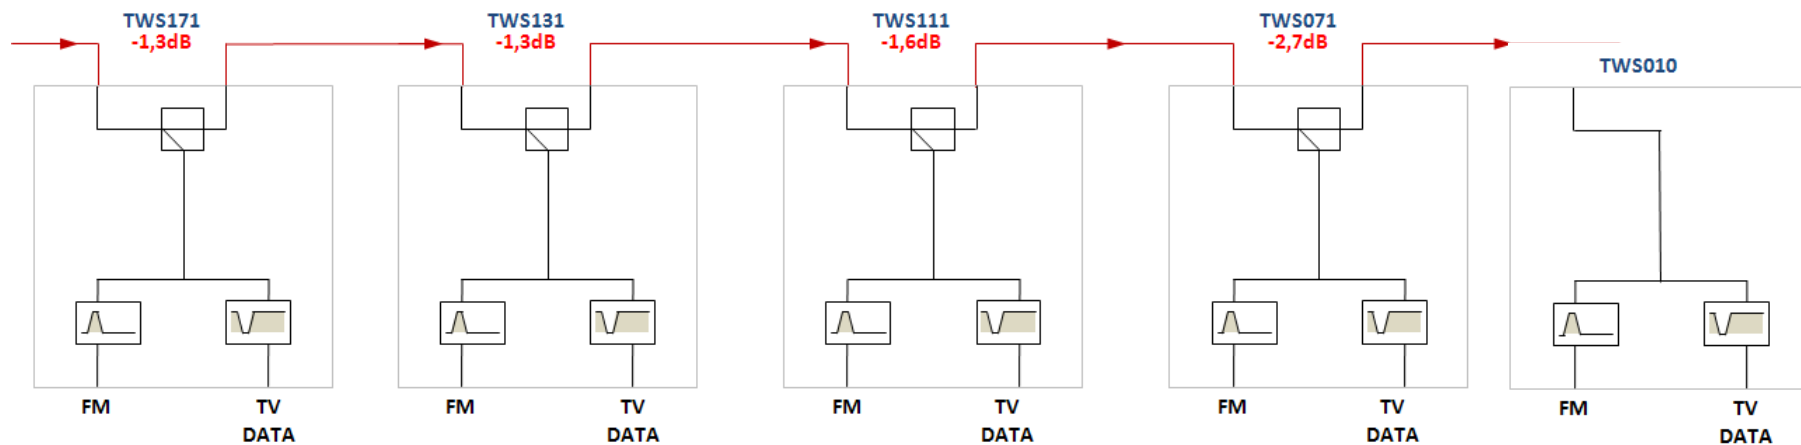 TWS171
-1,3dB
TWS131
-1,3dB
TWS111
-1,6dB
TWS071
-2,7dB
TWS010
FM
TV
DATA
FM
TV
DATA
FM
TV
DATA
FM
TV
DATA
FM
TV
DATA